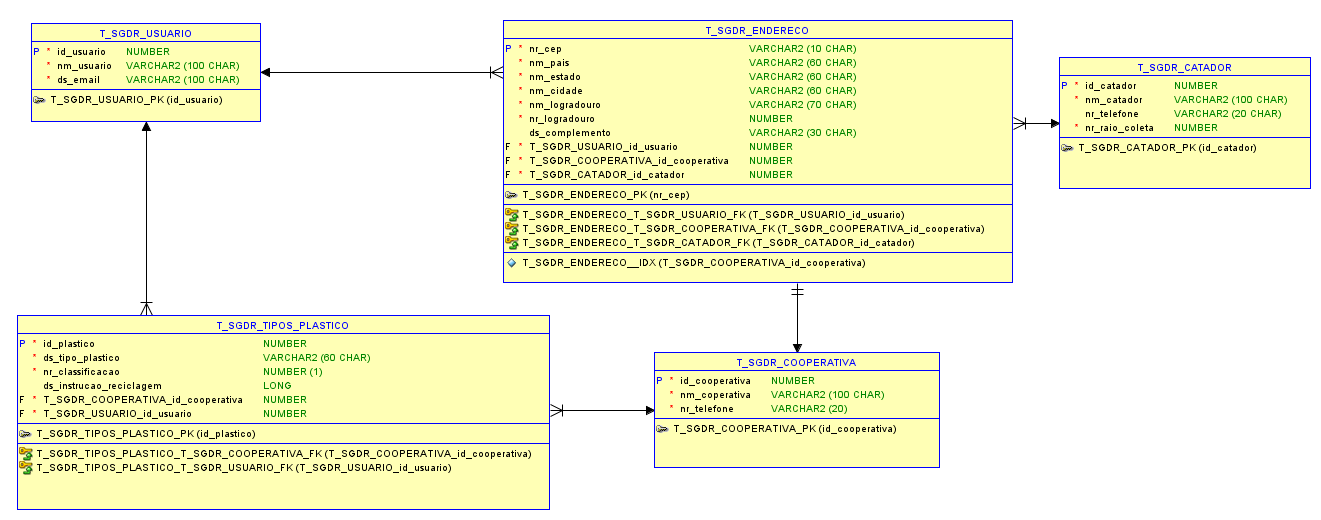 T_SGDR_USUARIO
P * id_usuario NUMBER
* nm_usuario VARCHAR2 (100 CHAR)
* ds_email VARCHAR2 (100 CHAR)
T_SGDR_USUARIO_PK (id_usuario)
T_SGDR_ENDERECO
P * nr_cep VARCHAR2 (10 CHAR)
* nm_pais VARCHAR2 (60 CHAR)
* nm_estado VARCHAR2 (60 CHAR)
* nm_cidade VARCHAR2 (60 CHAR)
* nm_logradouro VARCHAR2 (70 CHAR)
* nr_logradouro NUMBER
ds_complemento VARCHAR2 (30 CHAR)
F * T_SGDR_USUARIO_id_usuario NUMBER
F * T_SGDR_COOPERATIVA_id_cooperativa NUMBER
F * T_SGDR_CATADOR_id_catador NUMBER
T_SGDR_ENDERECO_PK (nr_cep)
T_SGDR_ENDERECO_T_SGDR_USUARIO_FK (T_SGDR_USUARIO_id_usuario)
T_SGDR_ENDERECO_T_SGDR_COOPERATIVA_FK (T_SGDR_COOPERATIVA_id_cooperativa)
T_SGDR_ENDERECO_T_SGDR_CATADOR_FK (T_SGDR_CATADOR_id_catador)
T_SGDR_ENDERECO__IDX (T_SGDR_COOPERATIVA_id_cooperativa)
T_SGDR_CATADOR
P * id_catador NUMBER
* nm_catador VARCHAR2 (100 CHAR)
nr_telefone VARCHAR2 (20 CHAR)
* nr_raio_coleta NUMBER
T_SGDR_CATADOR_PK (id_catador)
T_SGDR_TIPOS_PLASTICO
P * id_plastico NUMBER
* ds_tipo_plastico VARCHAR2 (60 CHAR)
* nr_classificacao NUMBER (1)
ds_instrucao_reciclagem LONG
F * T_SGDR_COOPERATIVA_id_cooperativa NUMBER
F * T_SGDR_USUARIO_id_usuario NUMBER
T_SGDR_TIPOS_PLASTICO_PK (id_plastico)
T_SGDR_TIPOS_PLASTICO_T_SGDR_COOPERATIVA_FK (T_SGDR_COOPERATIVA_id_cooperativa)
T_SGDR_TIPOS_PLASTICO_T_SGDR_USUARIO_FK (T_SGDR_USUARIO_id_usuario)
T_SGDR_COOPERATIVA
P * id_cooperativa NUMBER
* nm_coperativa VARCHAR2 (100 CHAR)
* nr_telefone VARCHAR2 (20)
T_SGDR_COOPERATIVA_PK (id_cooperativa)